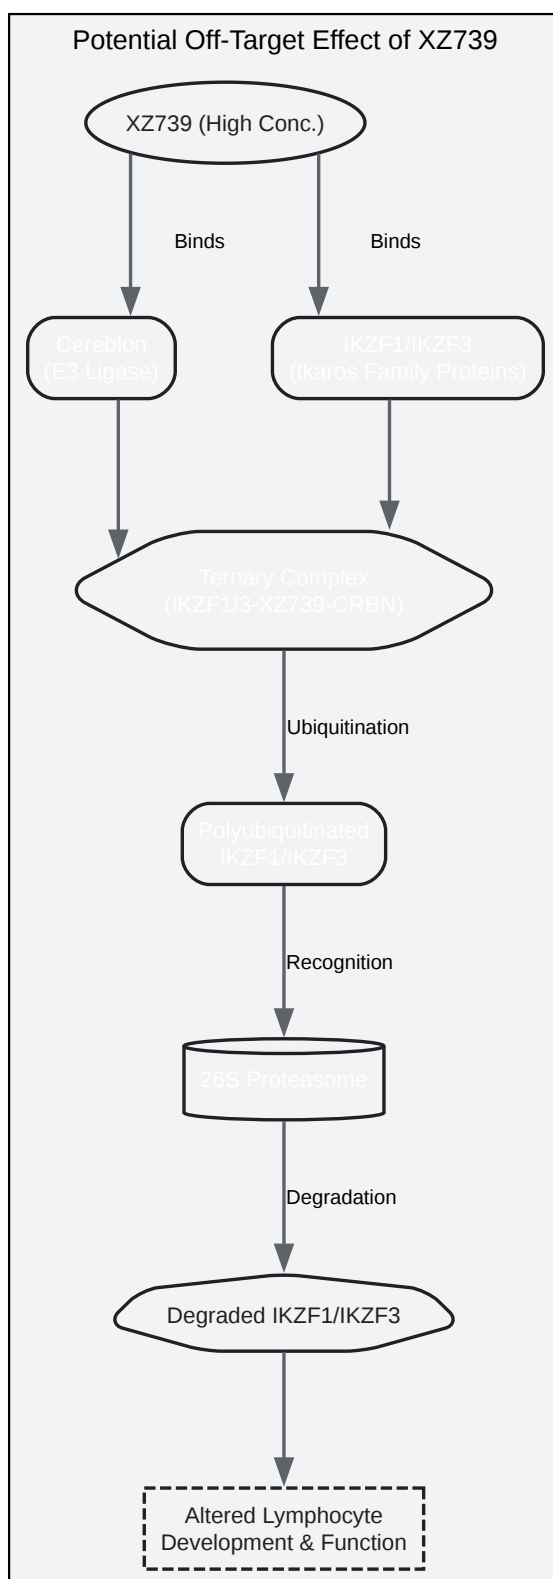 Potential Off-Target Effect of XZ739
XZ739 (High Conc.)
Binds
Binds
Cereblon
(E3 Ligase)
IKZF1/IKZF3
(Ikaros Family Proteins)
Ternary Complex
(IKZF1/3-XZ739-CRBN)
Ubiquitination
Polyubiquitinated
IKZF1/IKZF3
Recognition
26S Proteasome
Degradation
Degraded IKZF1/IKZF3
Altered Lymphocyte
Development & Function